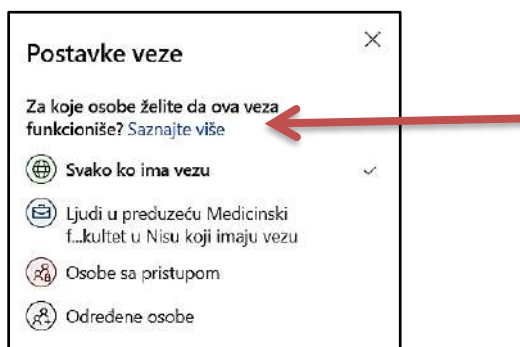 Postavke veze
Za koje osobe želite da ova veza
funkcioniše? Saznajte više
Svako ko ima vezu
Ljudi u preduzeću Medicinski
f...kultet u Nisu koji imaju vezu
Osobe sa pristupom
Određene osobe